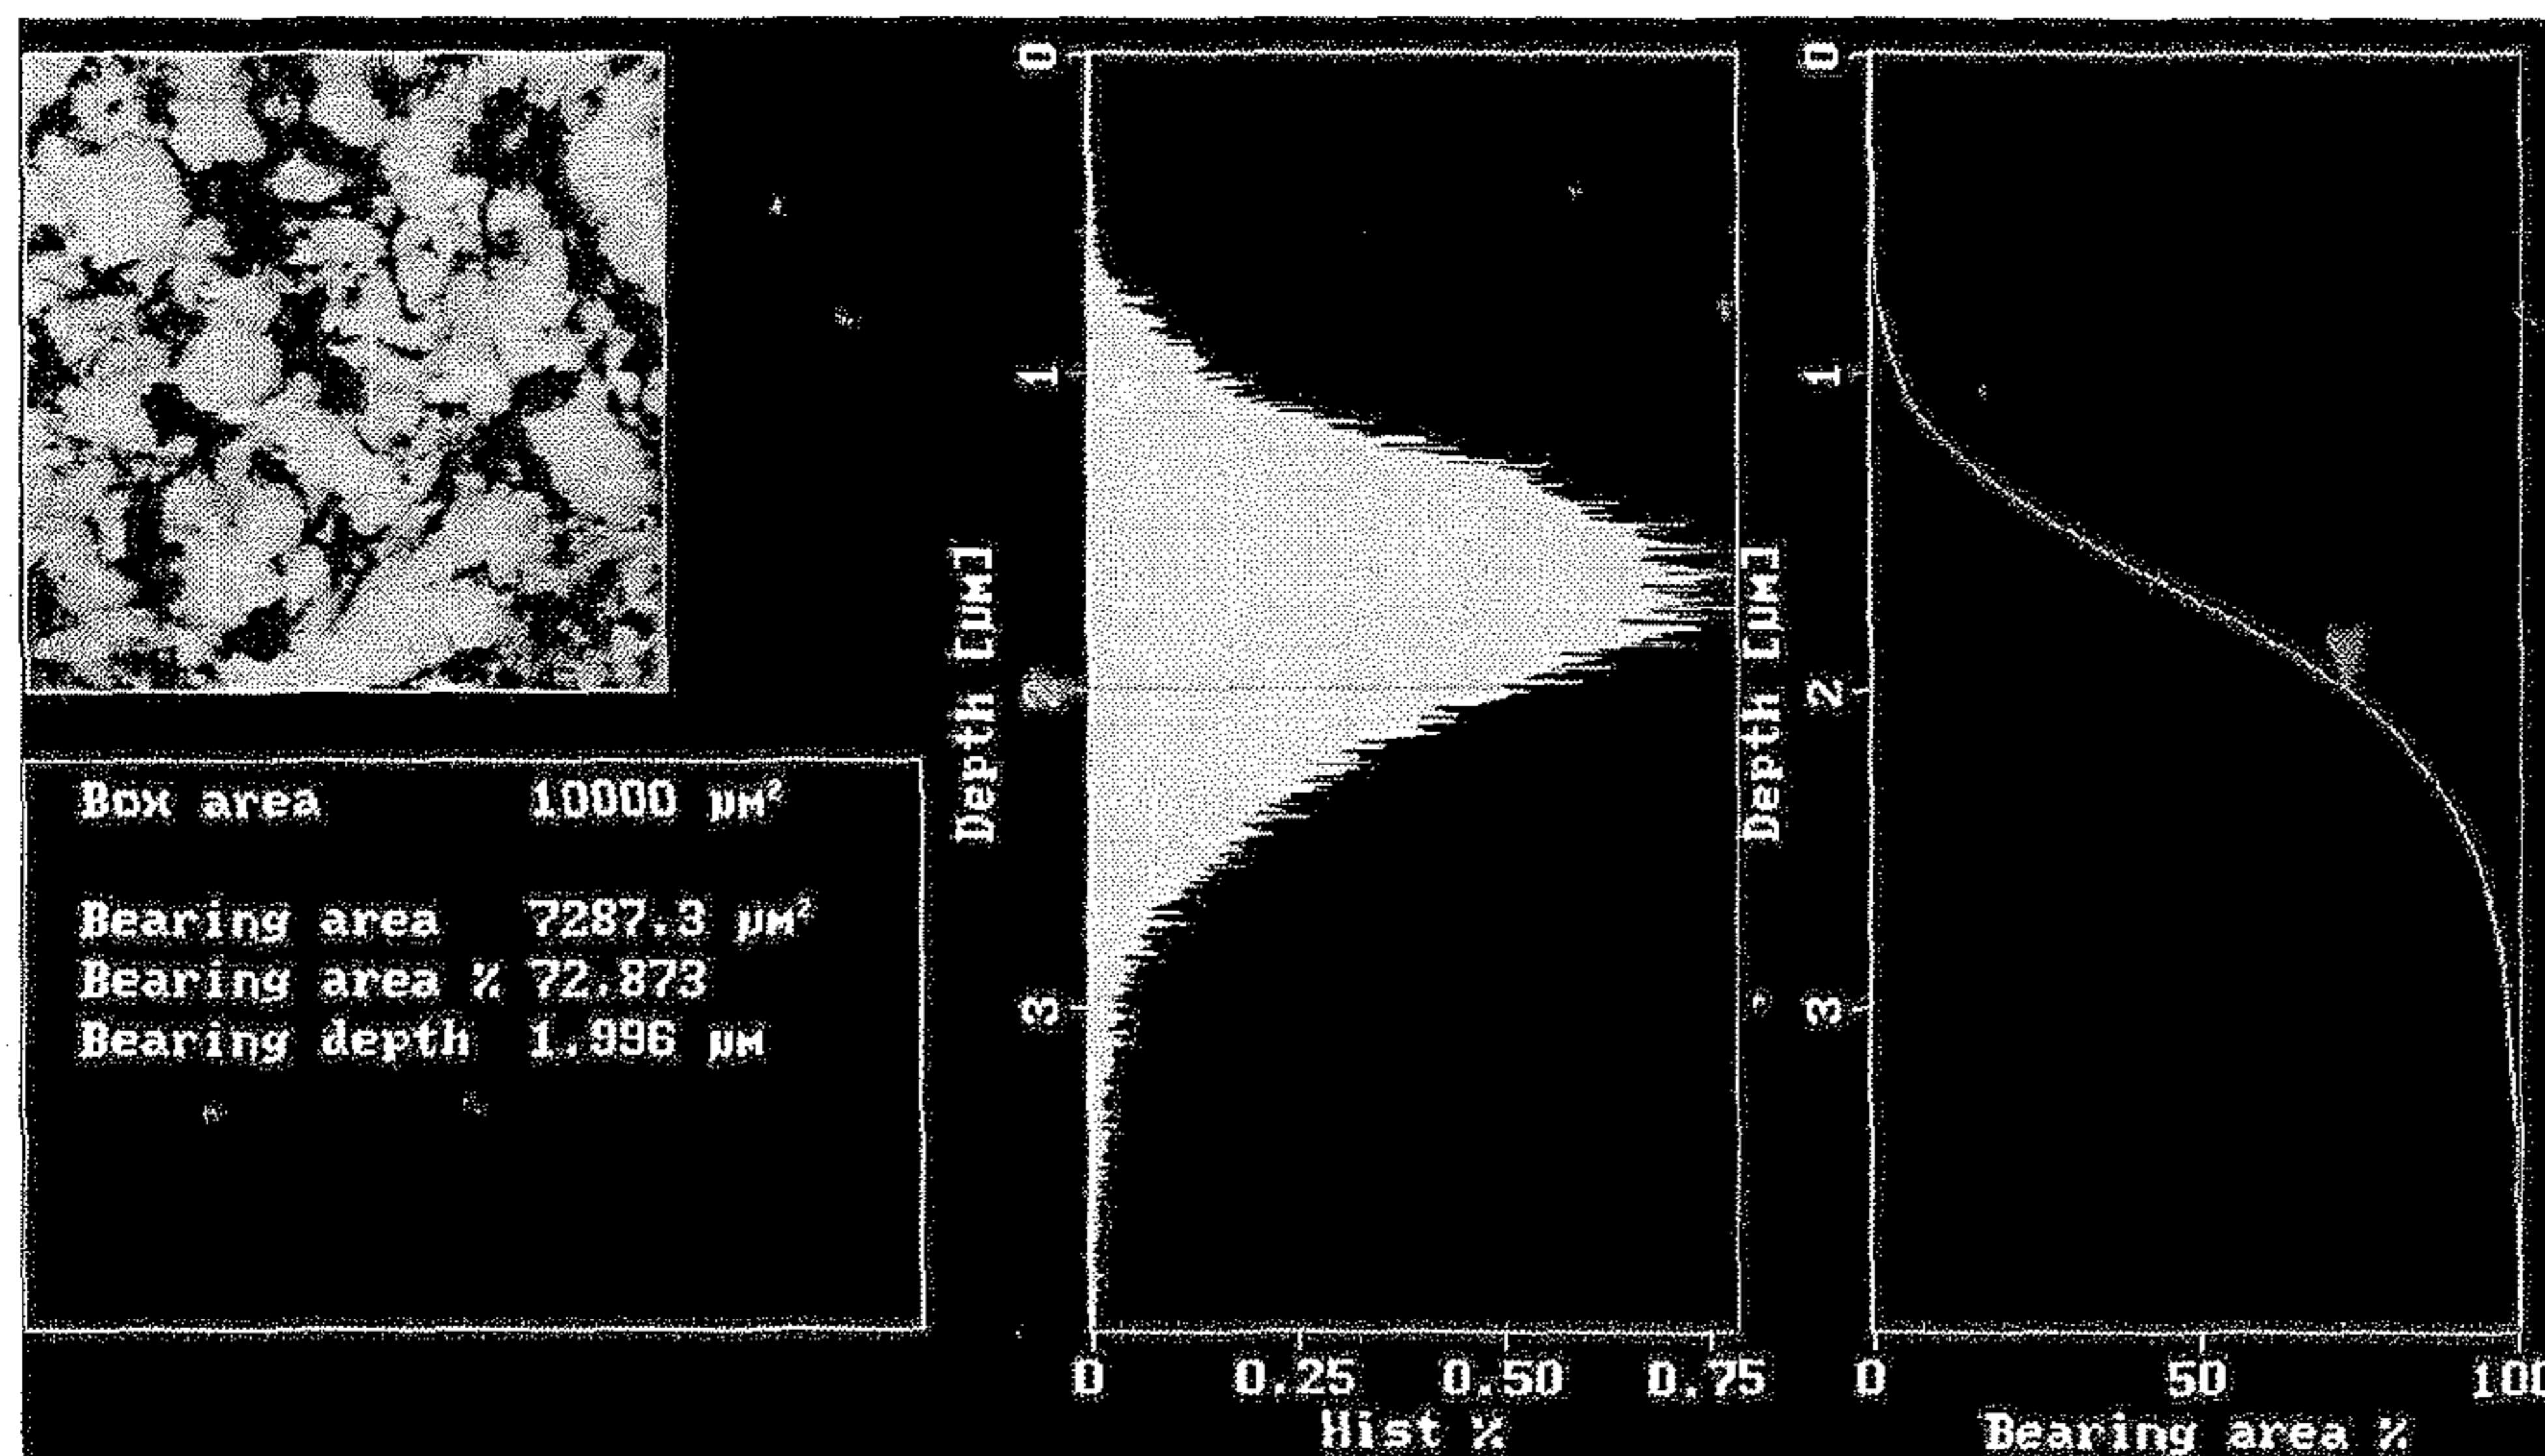 Box area 10000 µm²
Bearing area 7287.3 µm²
Bearing area % 72.873
Bearing depth 1.996 µm
Depth [µm]
0
1
2
3
0 0.25 0.50 0.75
Hist %
Depth [µm]
0
1
2
3
0 50 100
Bearing area %